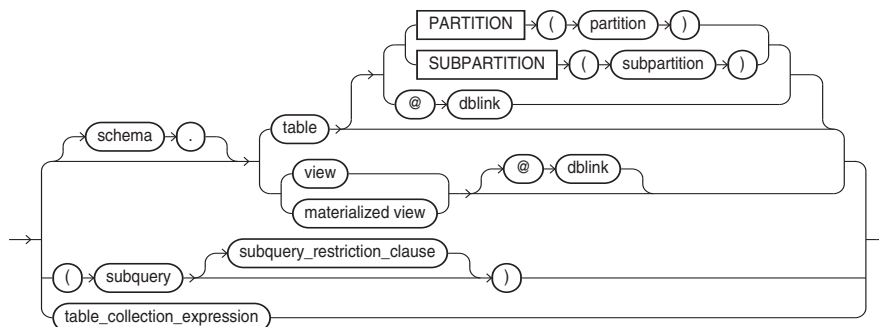 PARTITION ( partition )
SUBPARTITION ( subpartition )
@ dblink
schema .
table
view
@ dblink
materialized view
subquery_restriction_clause
( subquery )
table_collection_expression